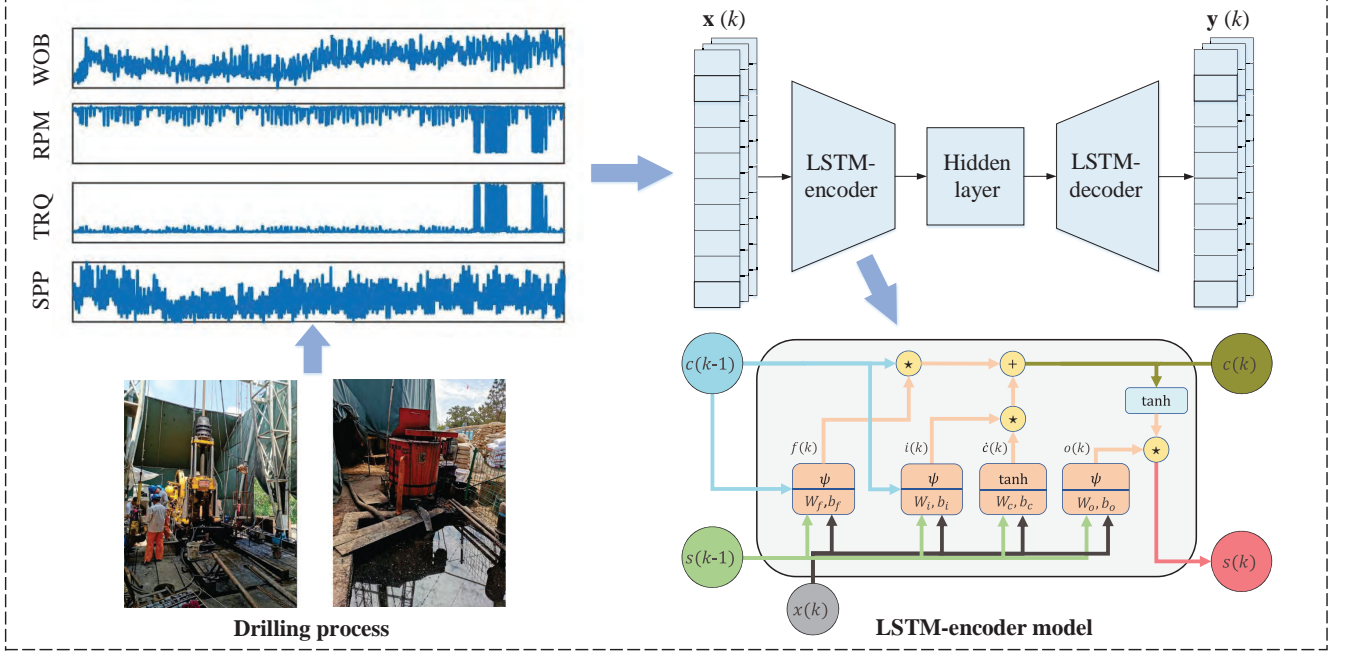 WOB
RPM
TRQ
SPP
Drilling process
x (k)
y (k)
LSTM-
encoder
Hidden
layer
LSTM-
decoder
c(k-1)
c(k)
tanh
f(k)
i(k)
ċ(k)
o(k)
ψ
W_f, b_f
ψ
W_i, b_i
tanh
W_c, b_c
ψ
W_o, b_o
s(k-1)
s(k)
x(k)
LSTM-encoder model